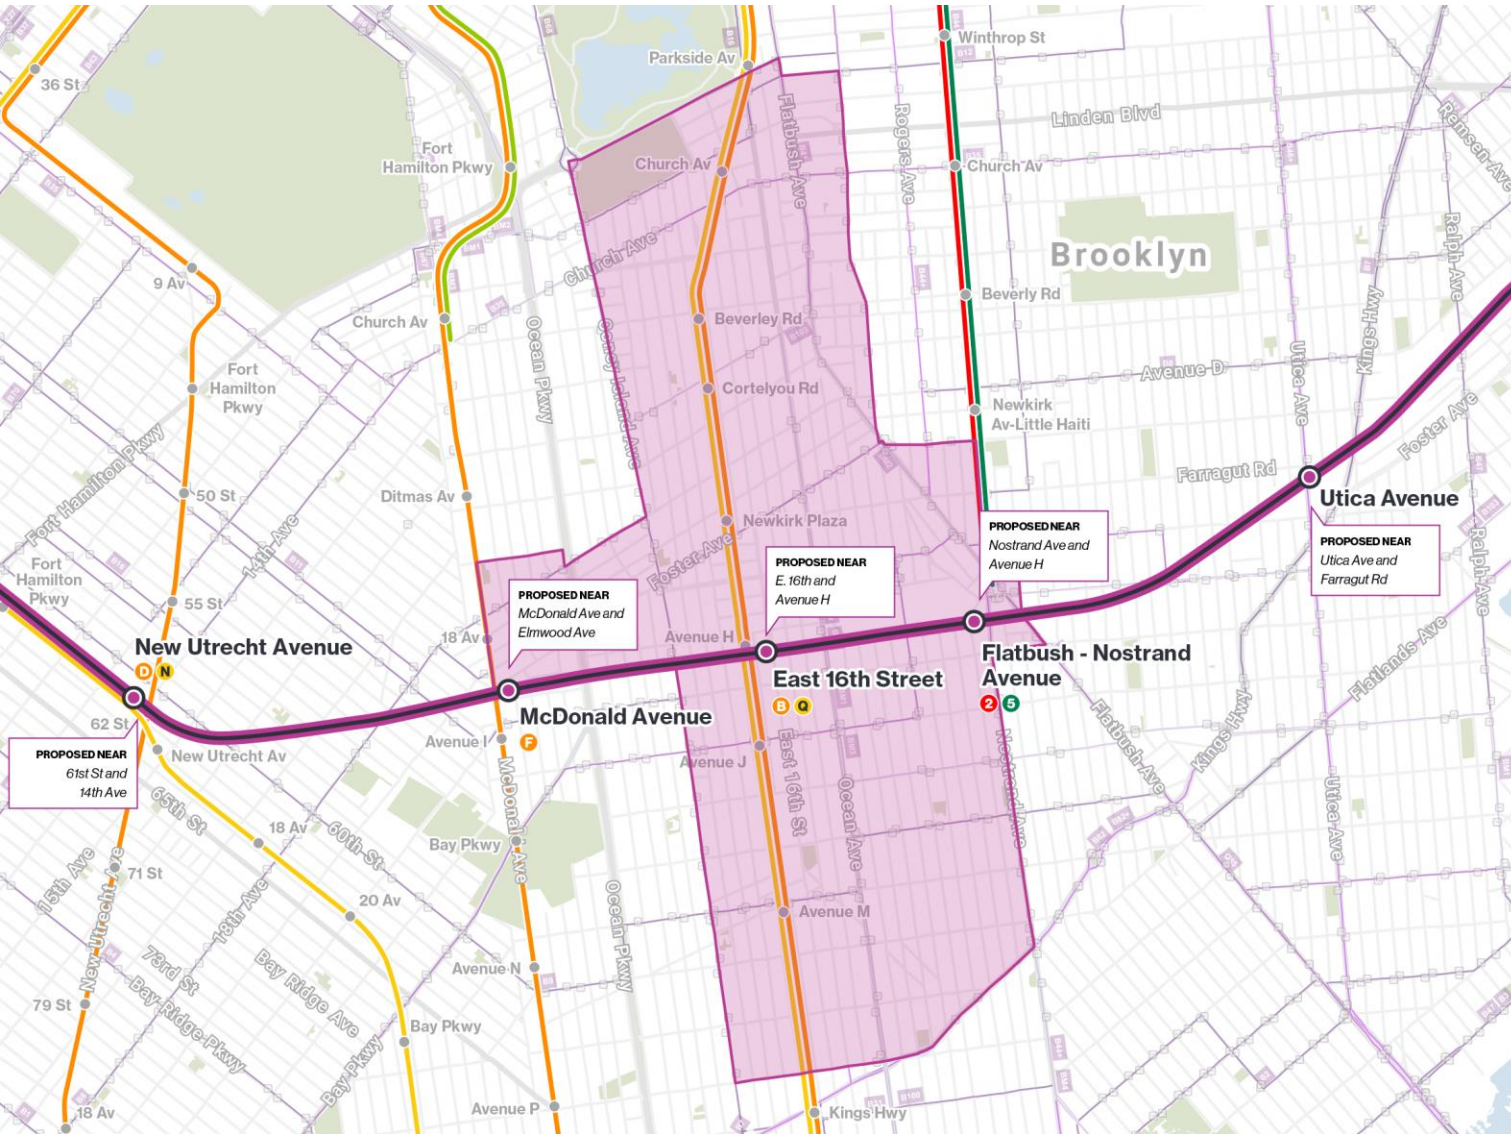 Parkside Av
Winthrop St
B68
B16
B12
36 St
Fort
Hamilton Pkwy
Church Av
Flatbush Ave
Rogers Ave
Linden Blvd
Church Av
Remsen Ave
Ralph Ave
Church Ave
Brooklyn
9 Av
Church Av
Beverley Rd
Beverly Rd
Ocean Pkwy
Coney Island Ave
Fort
Hamilton
Pkwy
Cortelyou Rd
Newkirk
Av-Little Haiti
Avenue D
Utica Ave
Kings Hwy
Foster Ave
Fort Hamilton Pkwy
50 St
14th Ave
Ditmas Av
Newkirk Plaza
Foster Ave
Farragut Rd
Utica Avenue
PROPOSED NEAR
Utica Ave and
Farragut Rd
Ralph Ave
PROPOSED NEAR
Nostrand Ave and
Avenue H
PROPOSED NEAR
E. 16th and
Avenue H
PROPOSED NEAR
McDonald Ave and
Elmwood Ave
Fort
Hamilton
Pkwy
55 St
18 Av
Avenue H
New Utrecht Avenue
D N
62 St
New Utrecht Av
PROPOSED NEAR
61st St and
14th Ave
McDonald Avenue
F
Avenue I
East 16th Street
B Q
Flatbush - Nostrand
Avenue
2 5
Flatlands Ave
Avenue J
East 16th St
Ocean Ave
Nostrand Ave
Flatbush Ave
Kings Hwy
Utica Ave
65th St
18 Av
60th St
Bay Pkwy
McDonald Ave
15th Ave
New Utrecht Ave
71 St
18th Ave
20 Av
Ocean Pkwy
Avenue M
73rd St
Bay Ridge Ave
Bay Ridge Pkwy
Avenue N
79 St
Bay Pkwy
Bay Pkwy
18 Av
Avenue P
Kings Hwy
B100